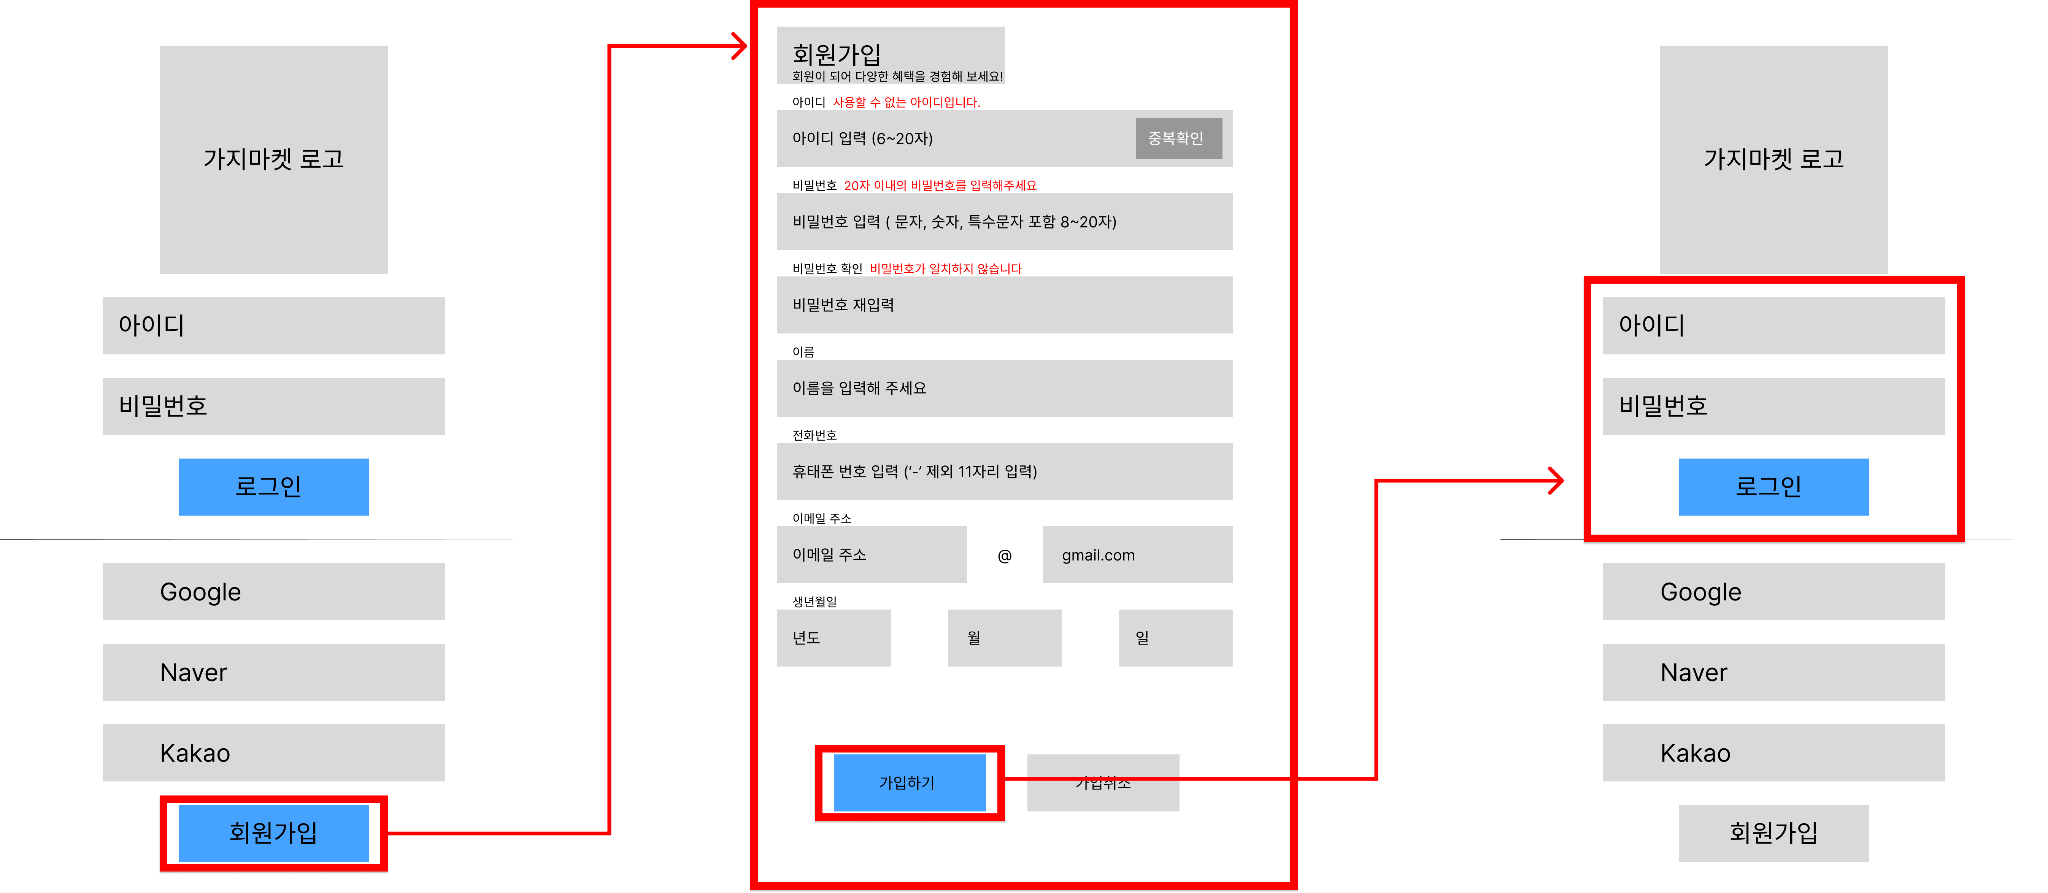 가지마켓 로고
아이디
비밀번호
로그인
Google
Naver
Kakao
회원가입
회원가입
회원이 되어 다양한 혜택을 경험해 보세요!
아이디 사용할 수 없는 아이디입니다.
아이디 입력 (6~20자)
중복확인
비밀번호 20자 이내의 비밀번호를 입력해주세요
비밀번호 입력 ( 문자, 숫자, 특수문자 포함 8~20자)
비밀번호 확인 비밀번호가 일치하지 않습니다
비밀번호 재입력
이름
이름을 입력해 주세요
전화번호
휴태폰 번호 입력 (‘-’ 제외 11자리 입력)
이메일 주소
이메일 주소 @ gmail.com
생년월일
년도 월 일
가입하기 가입취소
가지마켓 로고
아이디
비밀번호
로그인
Google
Naver
Kakao
회원가입